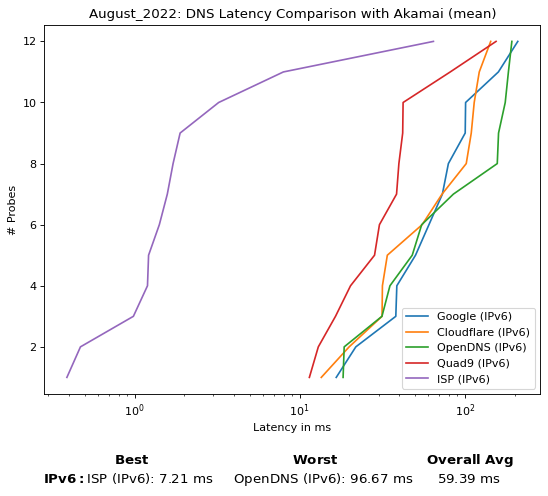 August_2022: DNS Latency Comparison with Akamai (mean)
12
10
8
6
4
2
# Probes
Google (IPv6)
Cloudflare (IPv6)
OpenDNS (IPv6)
Quad9 (IPv6)
ISP (IPv6)
10⁰ 10¹ 10²
Latency in ms
Best Worst Overall Avg
IPv6: ISP (IPv6): 7.21 ms OpenDNS (IPv6): 96.67 ms 59.39 ms